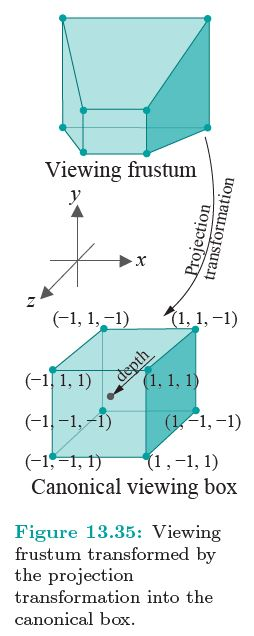 Viewing frustum
Projection
transformation
y
x
z
(−1, 1, −1) (1, 1, −1)
depth
(−1, 1, 1) (1, 1, 1)
(−1, −1, −1) (1, −1, −1)
(−1, −1, 1) (1 , −1, 1)
Canonical viewing box
Figure 13.35: Viewing
frustum transformed by
the projection
transformation into the
canonical box.